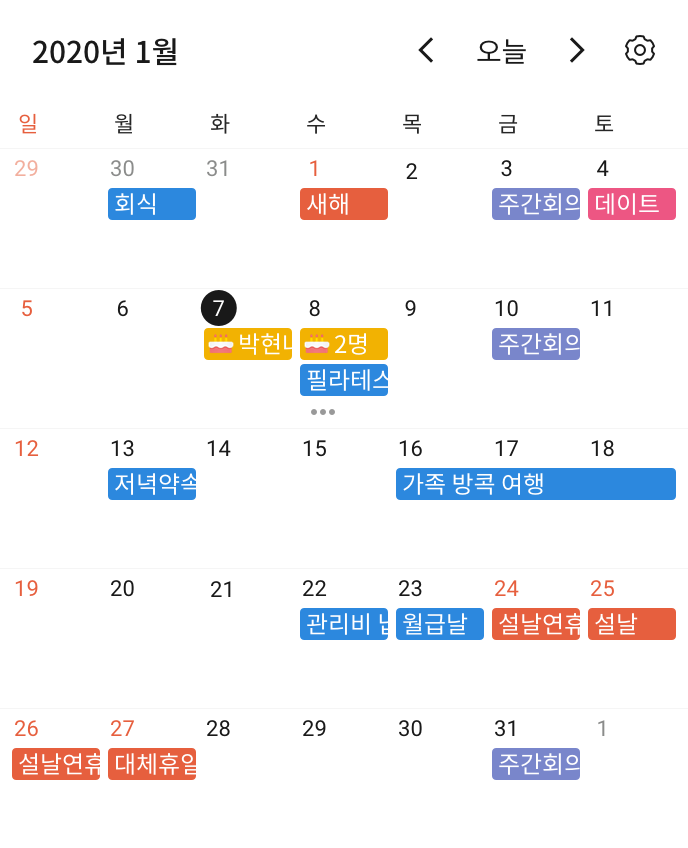 2020년 1월 오늘
일 월 화 수 목 금 토
29 30 31 1 2 3 4
회식 새해 주간회의 데이트
5 6 7 8 9 10 11
박현 2명 주간회의
필라테스
12 13 14 15 16 17 18
저녁약속 가족 방콕 여행
19 20 21 22 23 24 25
관리비 월급날 설날연휴 설날
26 27 28 29 30 31 1
설날연휴 대체휴일 주간회의